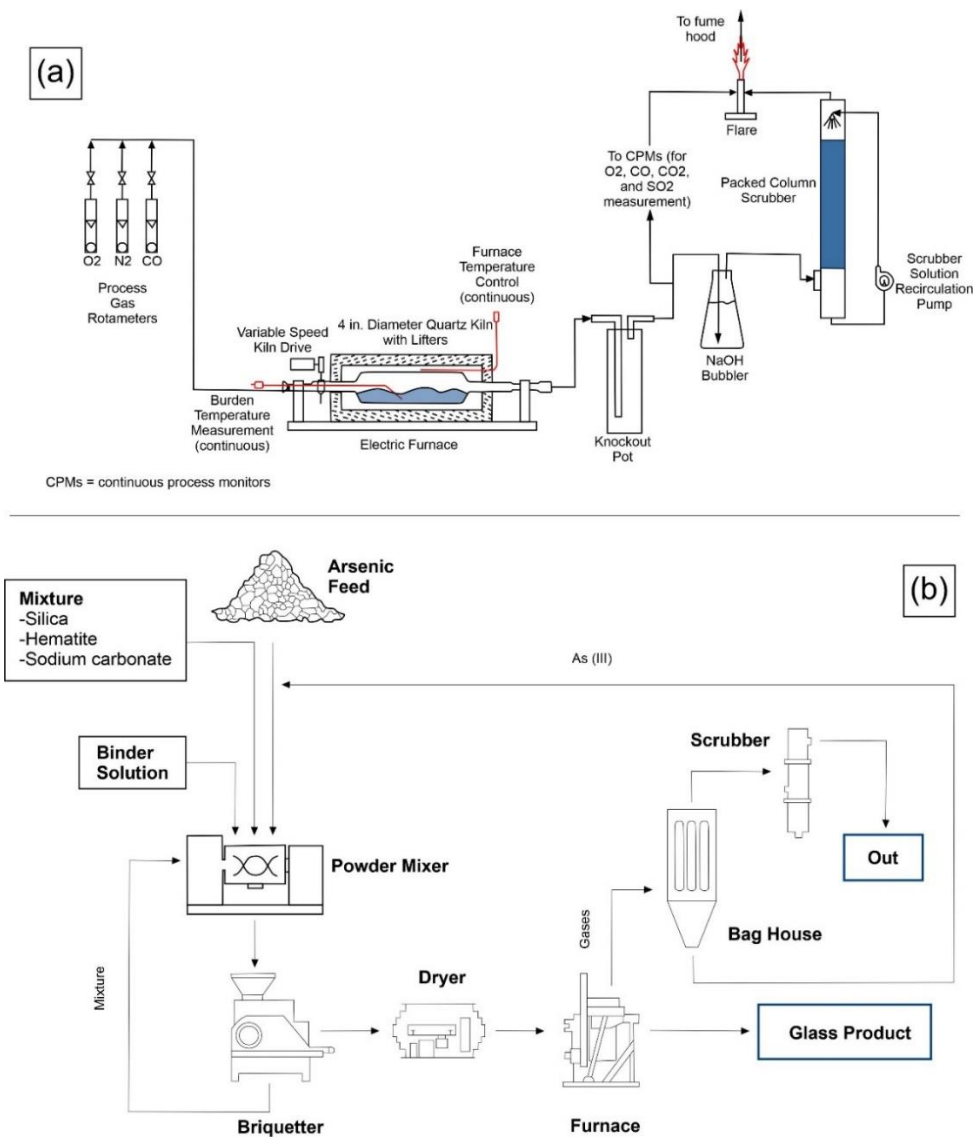 To fume
hood
(a)
Flare
To CPMs (for
O2, CO, CO2,
and SO2
measurement)
Packed Column
Scrubber
O2 N2 CO
Process
Gas
Rotameters
Furnace
Temperature
Control
(continuous)
Scrubber
Solution
Recirculation
Pump
Variable Speed
Kiln Drive
4 in. Diameter Quartz Kiln
with Lifters
NaOH
Bubbler
Burden
Temperature
Measurement
(continuous)
Electric Furnace
Knockout
Pot
CPMs = continuous process monitors
(b)
Arsenic
Feed
Mixture
-Silica
-Hematite
-Sodium carbonate
As (III)
Binder
Solution
Scrubber
Powder Mixer
Out
Bag House
Gases
Mixture
Dryer
Glass Product
Briquetter
Furnace